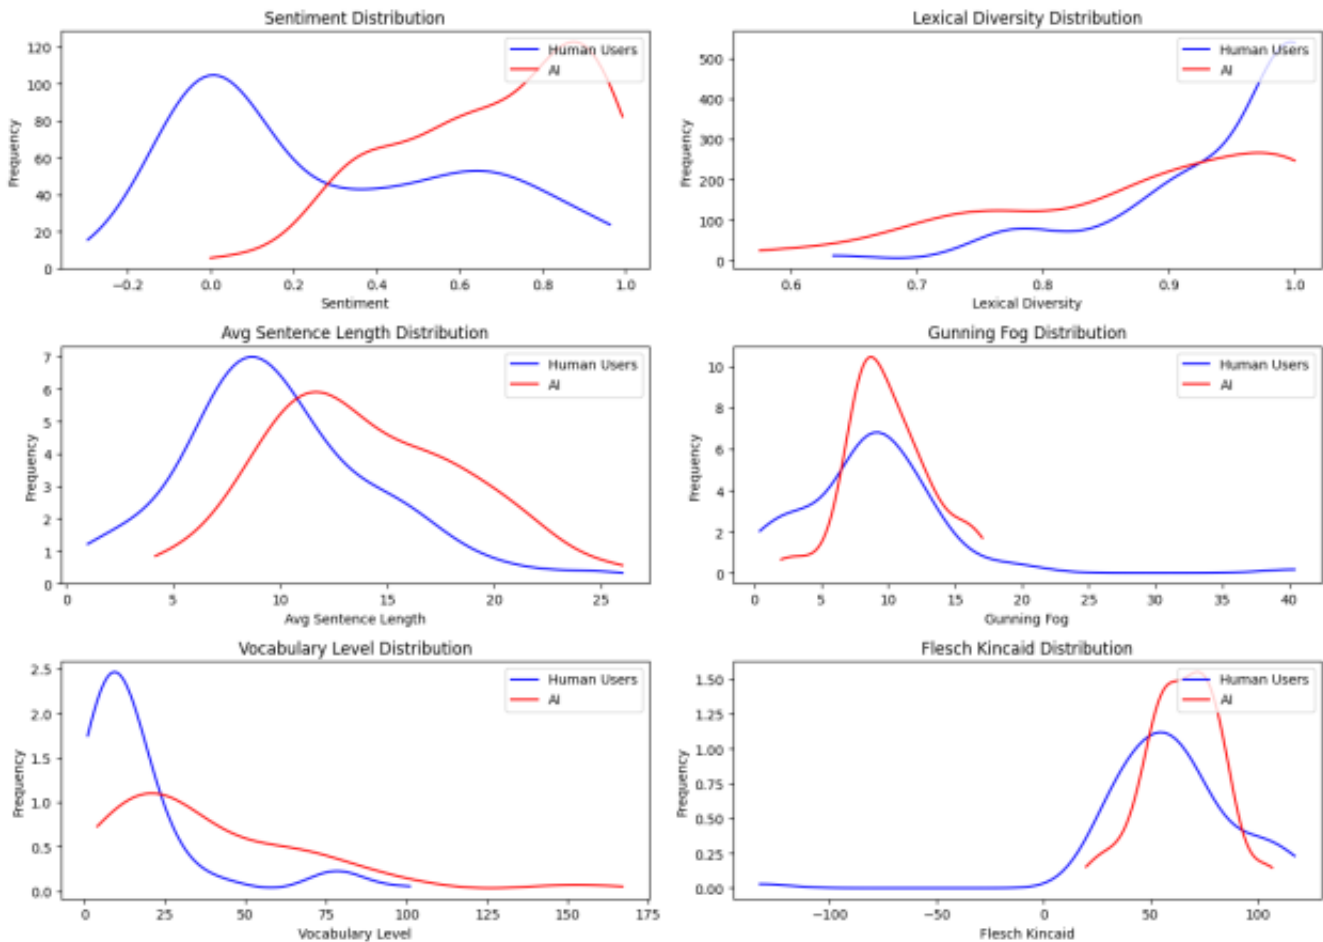 Sentiment Distribution
120
100
80
60
40
20
0
Frequency
Human Users
AI
−0.2
0.0
0.2
0.4
0.6
0.8
1.0
Sentiment
Lexical Diversity Distribution
500
400
300
200
100
0
Frequency
Human Users
AI
0.6
0.7
0.8
0.9
1.0
Lexical Diversity
Avg Sentence Length Distribution
7
6
5
4
3
2
1
0
Frequency
Human Users
AI
0
5
10
15
20
25
Avg Sentence Length
Gunning Fog Distribution
10
8
6
4
2
0
Frequency
Human Users
AI
0
5
10
15
20
25
30
35
40
Gunning Fog
Vocabulary Level Distribution
2.5
2.0
1.5
1.0
0.5
0.0
Frequency
Human Users
AI
0
25
50
75
100
125
150
175
Vocabulary Level
Flesch Kincaid Distribution
1.50
1.25
1.00
0.75
0.50
0.25
0.00
Frequency
Human Users
AI
−100
−50
0
50
100
Flesch Kincaid